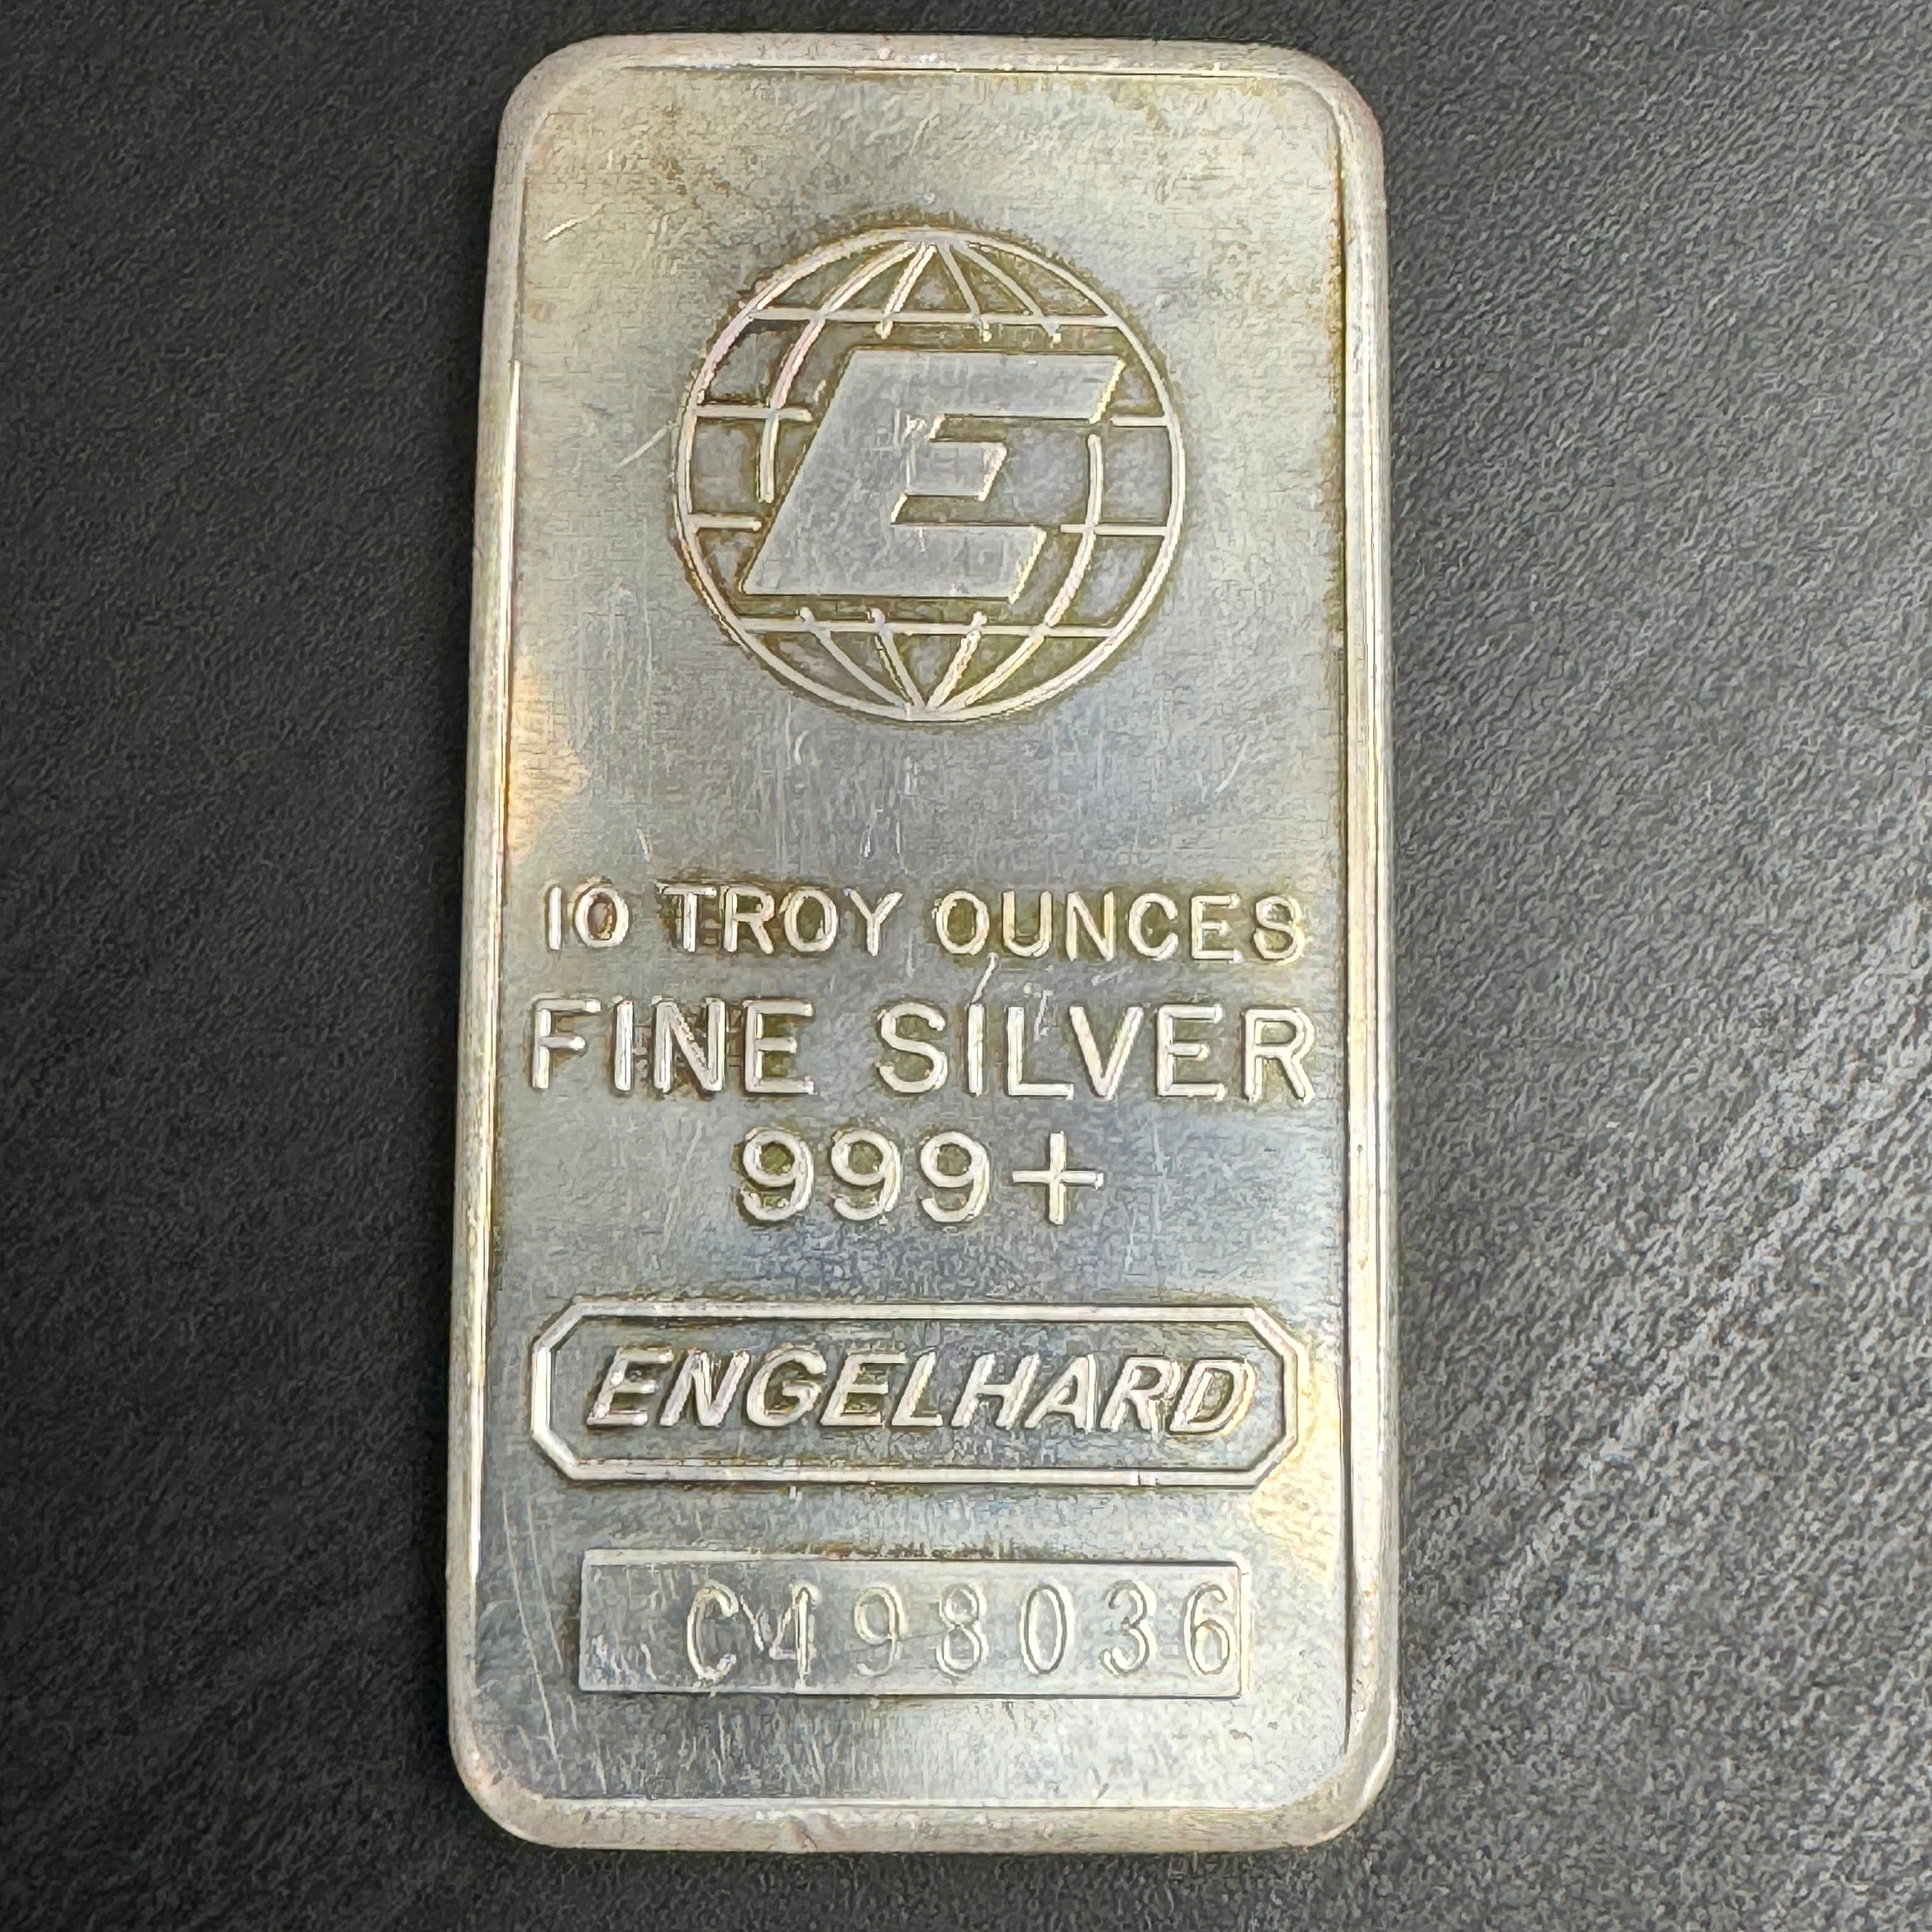 E
10 TROY OUNCES
FINE SILVER
999+
ENGELHARD
C498036